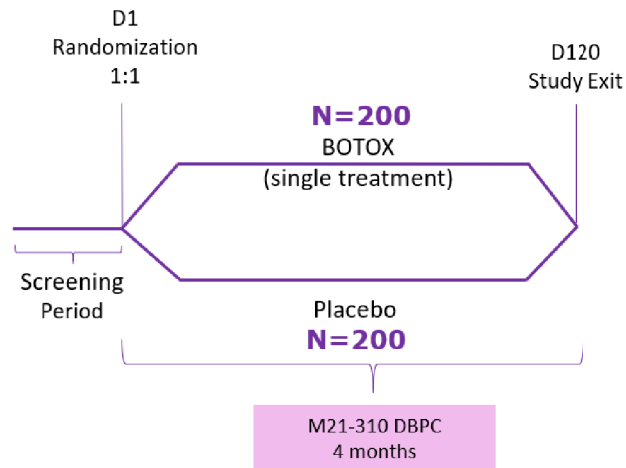 D1
Randomization
1:1
D120
Study Exit
N=200
BOTOX
(single treatment)
Screening
Period
Placebo
N=200
M21-310 DBPC
4 months